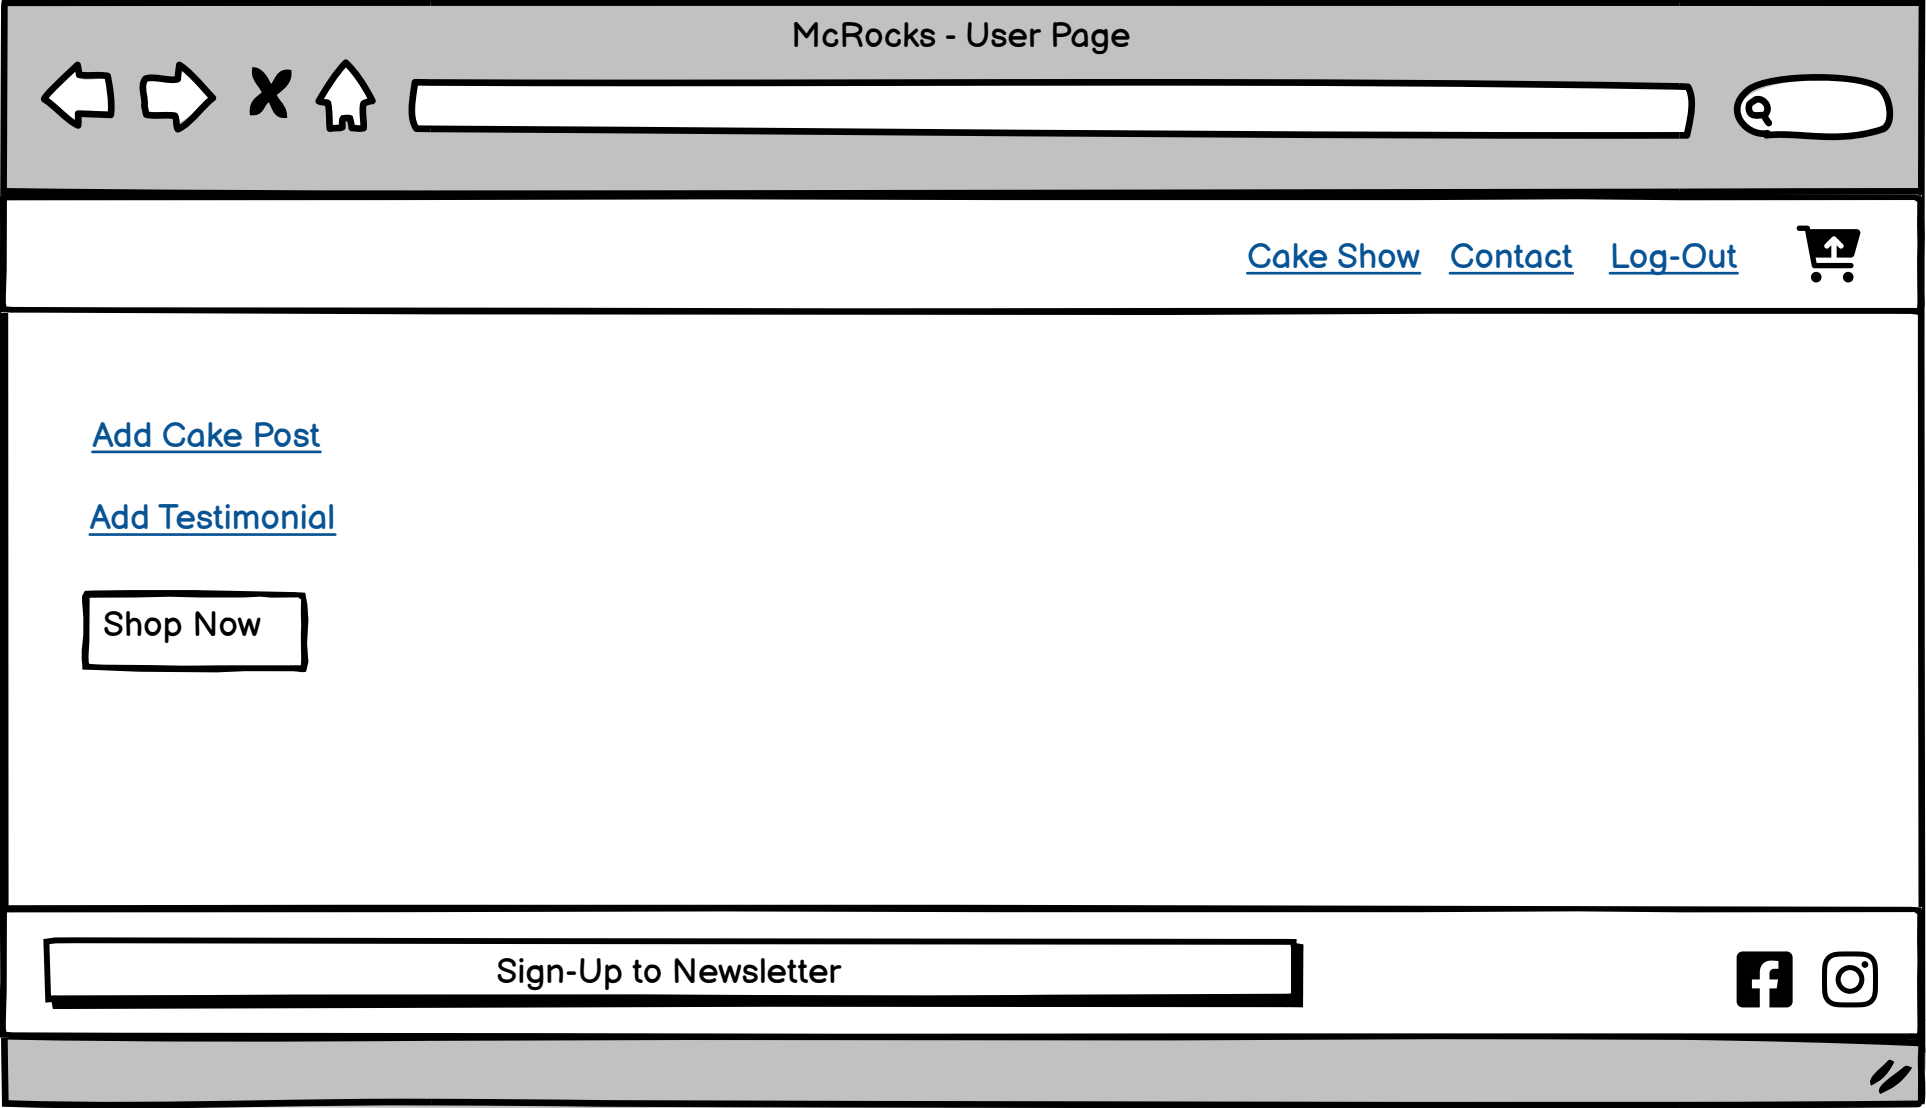 McRocks - User Page
Cake Show Contact Log-Out
Add Cake Post
Add Testimonial
Shop Now
Sign-Up to Newsletter